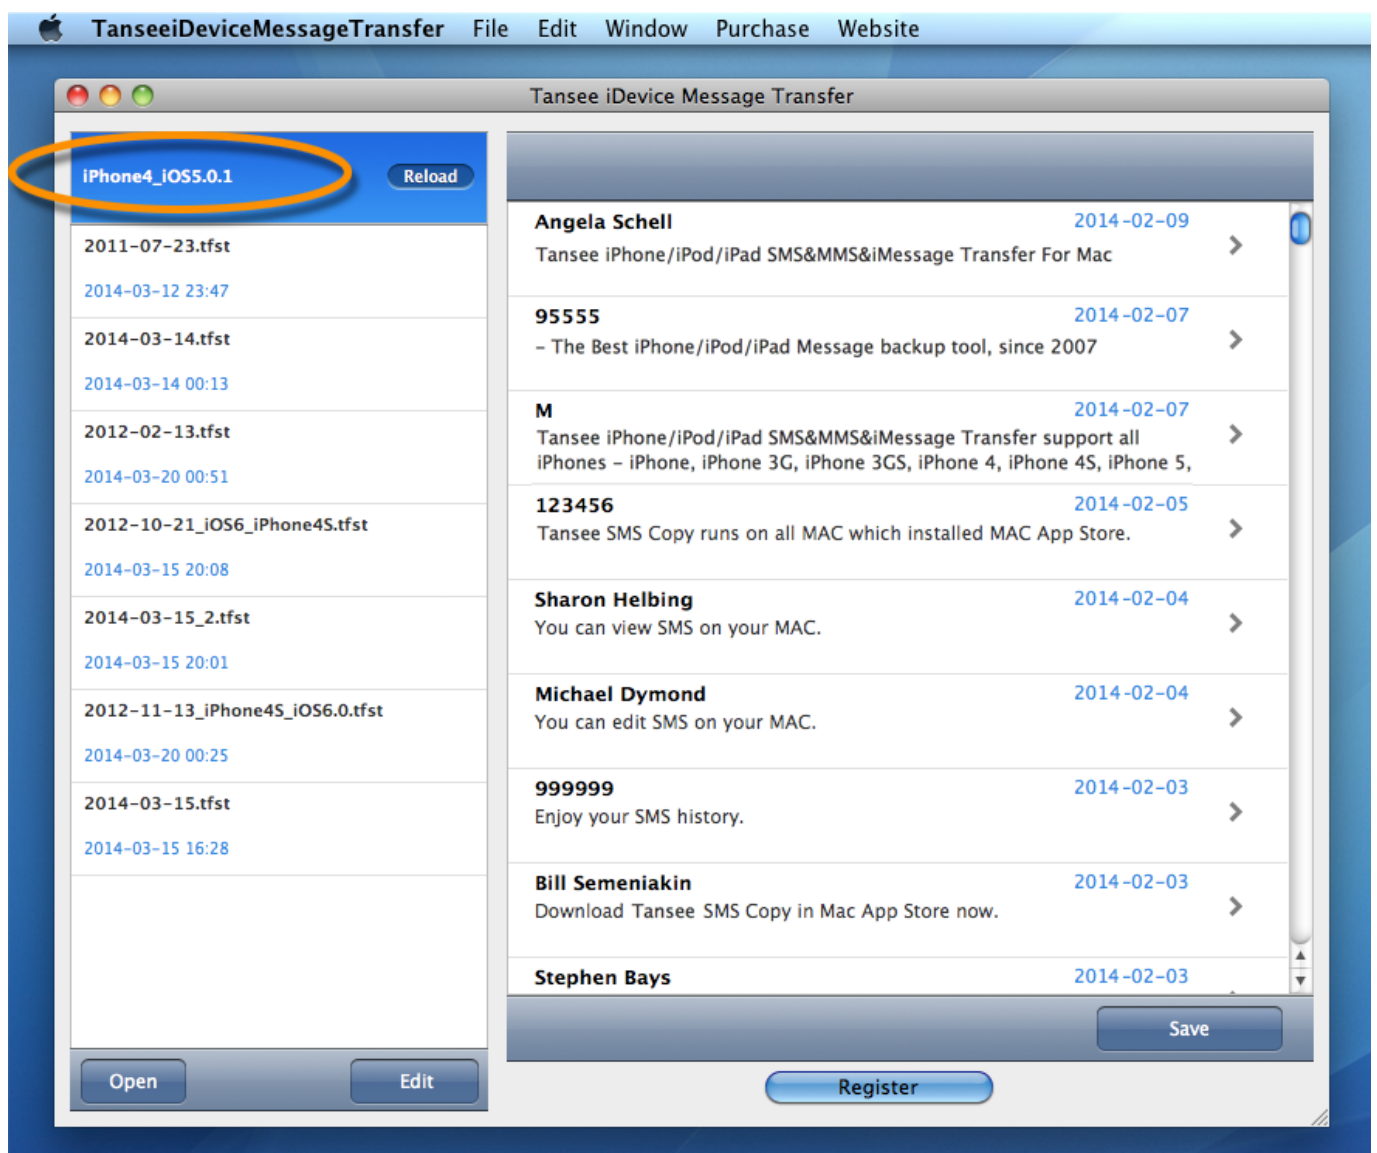 TanseeiDeviceMessageTransfer File Edit Window Purchase Website
Tansee iDevice Message Transfer
iPhone4_iOS5.0.1 Reload
2011-07-23.tfst
2014-03-12 23:47
2014-03-14.tfst
2014-03-14 00:13
2012-02-13.tfst
2014-03-20 00:51
2012-10-21_iOS6_iPhone4S.tfst
2014-03-15 20:08
2014-03-15_2.tfst
2014-03-15 20:01
2012-11-13_iPhone4S_iOS6.0.tfst
2014-03-20 00:25
2014-03-15.tfst
2014-03-15 16:28
Open Edit
Angela Schell 2014-02-09
Tansee iPhone/iPod/iPad SMS&MMS&iMessage Transfer For Mac
95555 2014-02-07
– The Best iPhone/iPod/iPad Message backup tool, since 2007
M 2014-02-07
Tansee iPhone/iPod/iPad SMS&MMS&iMessage Transfer support all
iPhones – iPhone, iPhone 3G, iPhone 3GS, iPhone 4, iPhone 4S, iPhone 5,
123456 2014-02-05
Tansee SMS Copy runs on all MAC which installed MAC App Store.
Sharon Helbing 2014-02-04
You can view SMS on your MAC.
Michael Dymond 2014-02-04
You can edit SMS on your MAC.
999999 2014-02-03
Enjoy your SMS history.
Bill Semeniakin 2014-02-03
Download Tansee SMS Copy in Mac App Store now.
Stephen Bays 2014-02-03
Save
Register